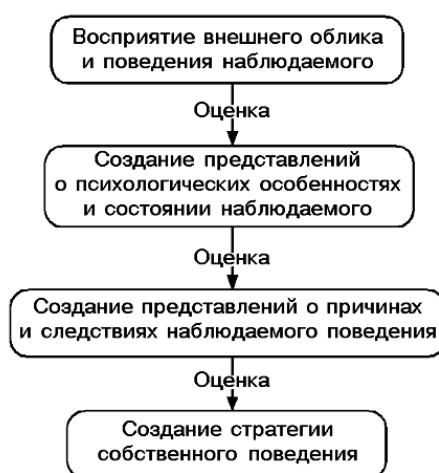 Восприятие внешнего облика
и поведения наблюдаемого
Оценка
Создание представлений
о психологических особенностях
и состоянии наблюдаемого
Оценка
Создание представлений о причинах
и следствиях наблюдаемого поведения
Оценка
Создание стратегии
собственного поведения